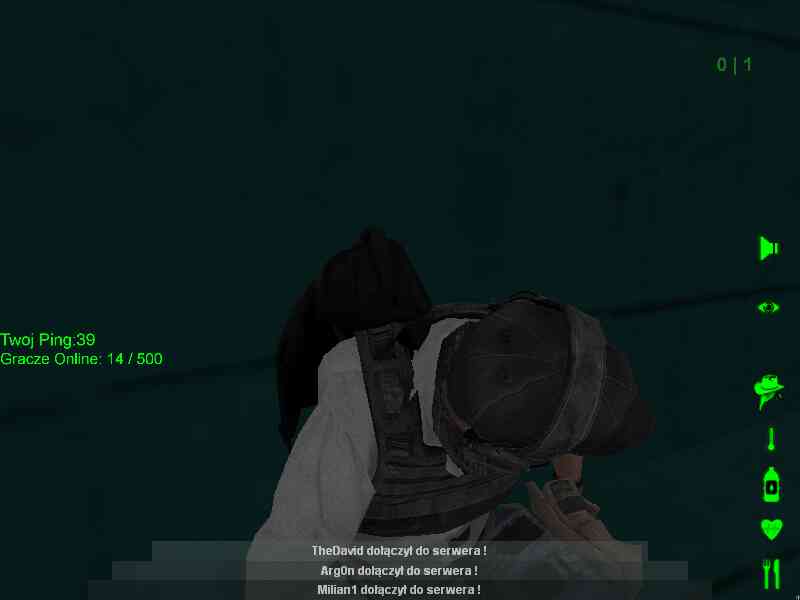 0 | 1
Twoj Ping:39
Gracze Online: 14 / 500
TheDavid dołączył do serwera !
Arg0n dołączył do serwera !
Milian1 dołączył do serwera !